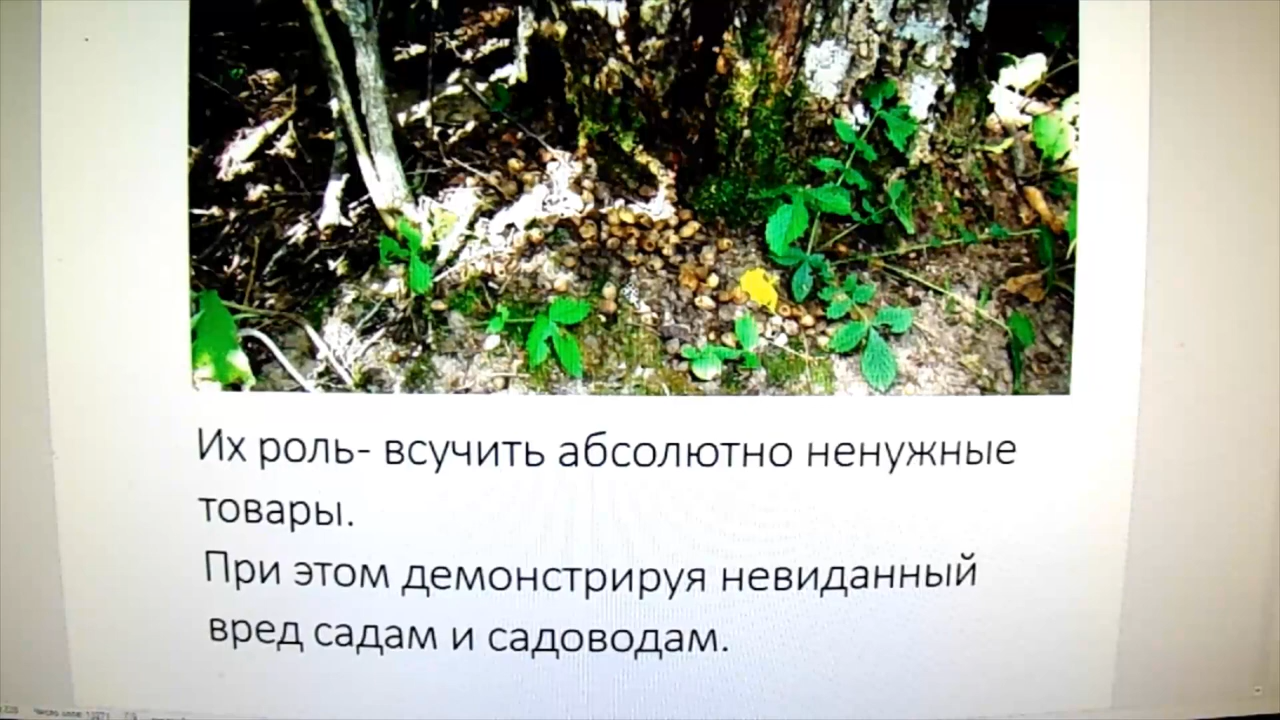 Их роль- всучить абсолютно ненужные
товары.
При этом демонстрируя невиданный
вред садам и садоводам.